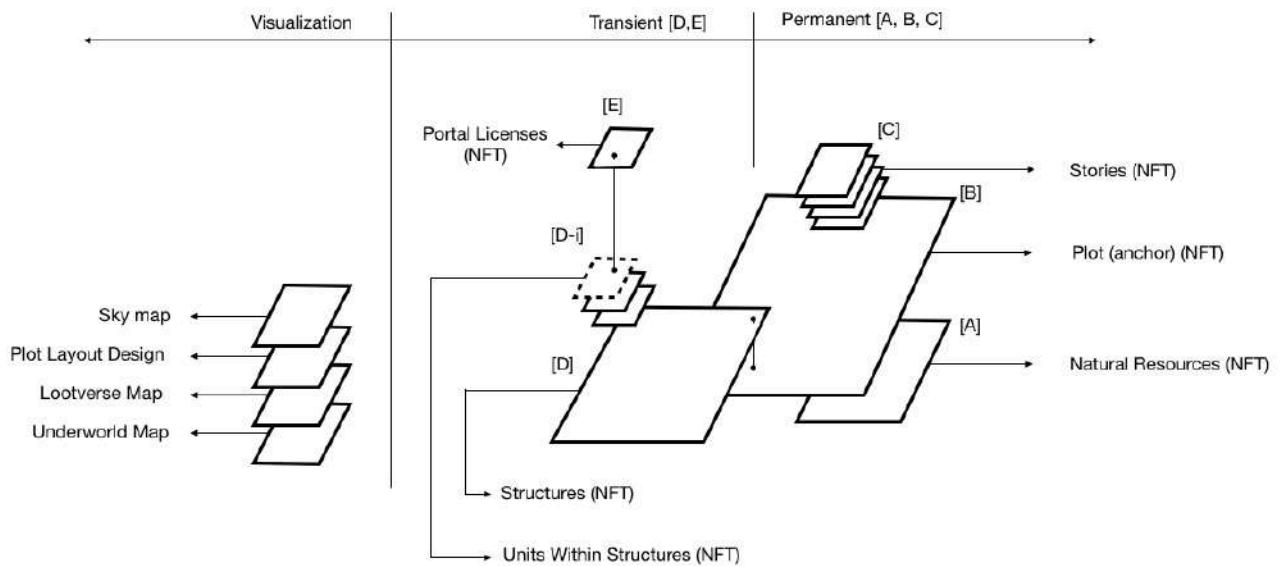 Visualization
Transient [D,E]
Permanent [A, B, C]
[E]
Portal Licenses
(NFT)
[C]
Stories (NFT)
[B]
[D-i]
Plot (anchor) (NFT)
Sky map
Plot Layout Design
Lootverse Map
Underworld Map
[D]
[A]
Natural Resources (NFT)
Structures (NFT)
Units Within Structures (NFT)